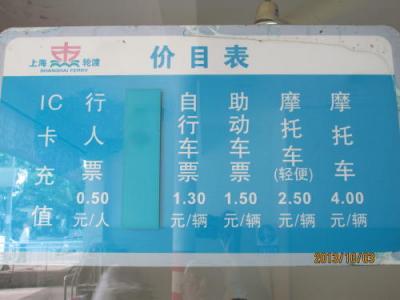 上海 轮渡
SHANGHAI FERRY
价目表
IC卡充值
行人票
0.50
元/人
自行车票
1.30
元/辆
助动车票
1.50
元/辆
摩托车
(轻便)
2.50
元/辆
摩托车
4.00
元/辆
2013/10/03